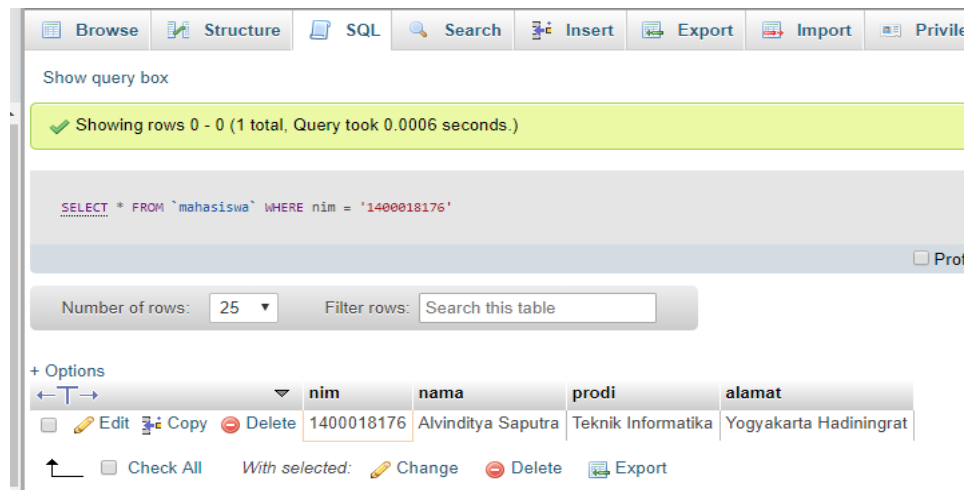 Browse Structure SQL Search Insert Export Import
Show query box
Showing rows 0 - 0 (1 total, Query took 0.0006 seconds.)
SELECT * FROM `mahasiswa` WHERE nim = '1400018176'
Number of rows: 25 Filter rows: Search this table
+ Options
nim nama prodi alamat
Edit Copy Delete 1400018176 Alvinditya Saputra Teknik Informatika Yogyakarta Hadiningrat
Check All With selected: Change Delete Export